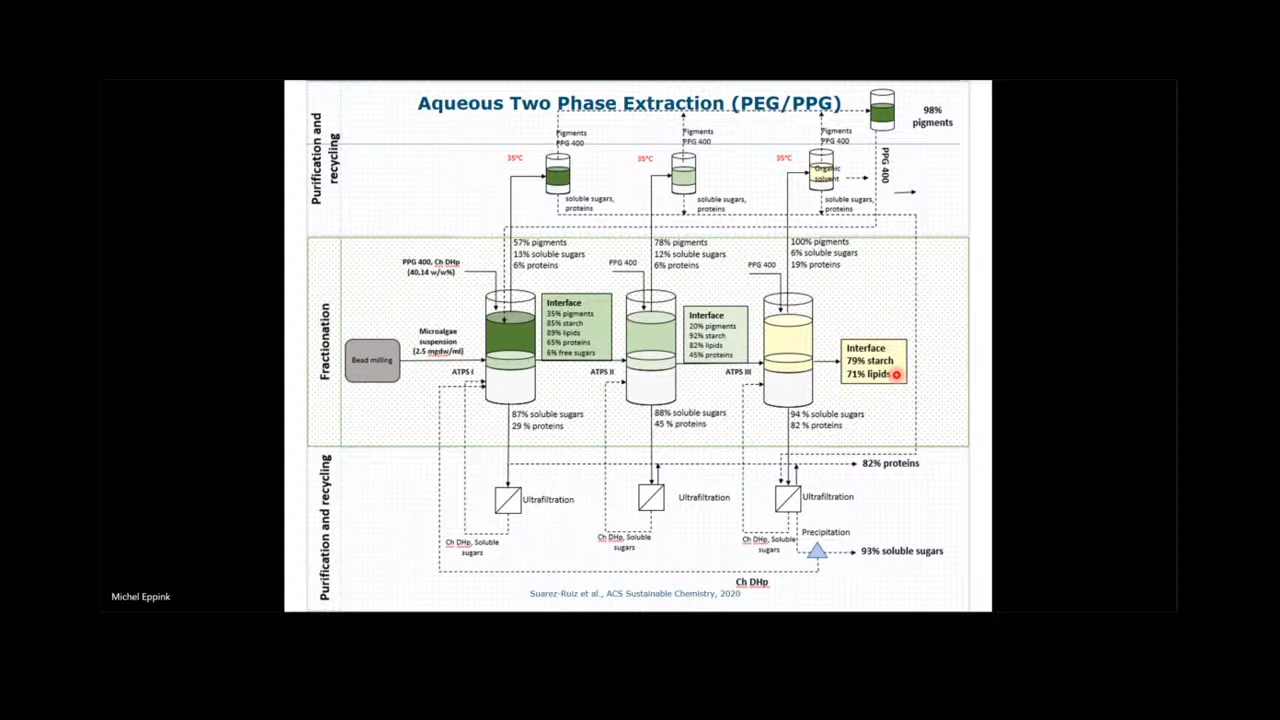 Aqueous Two Phase Extraction (PEG/PPG)
Purification and
recycling
98%
pigments
Pigments
PPG 400
Pigments
PPG 400
Pigments
PPG 400
35°C
35°C
35°C
Organic
solvent
PPG 400
soluble sugars,
proteins
soluble sugars,
proteins
soluble sugars,
proteins
Fractionation
57% pigments
13% soluble sugars
6% proteins
78% pigments
12% soluble sugars
6% proteins
100% pigments
6% soluble sugars
19% proteins
PPG 400, Ch DHp
(40,14 w/w%)
PPG 400
PPG 400
Bead milling
Microalgae
suspension
(2.5 mgdw/ml)
Interface
35% pigments
85% starch
89% lipids
65% proteins
6% free sugars
Interface
20% pigments
92% starch
82% lipids
45% proteins
Interface
79% starch
71% lipids
ATPS I
ATPS II
ATPS III
87% soluble sugars
29 % proteins
88% soluble sugars
45 % proteins
94 % soluble sugars
82 % proteins
Purification and recycling
82% proteins
Ultrafiltration
Ultrafiltration
Ultrafiltration
Ch DHp, Soluble
sugars
Ch DHp, Soluble
sugars
Ch DHp, Soluble
sugars
Precipitation
93% soluble sugars
Ch DHp
Suarez-Ruiz et al., ACS Sustainable Chemistry, 2020
Michel Eppink